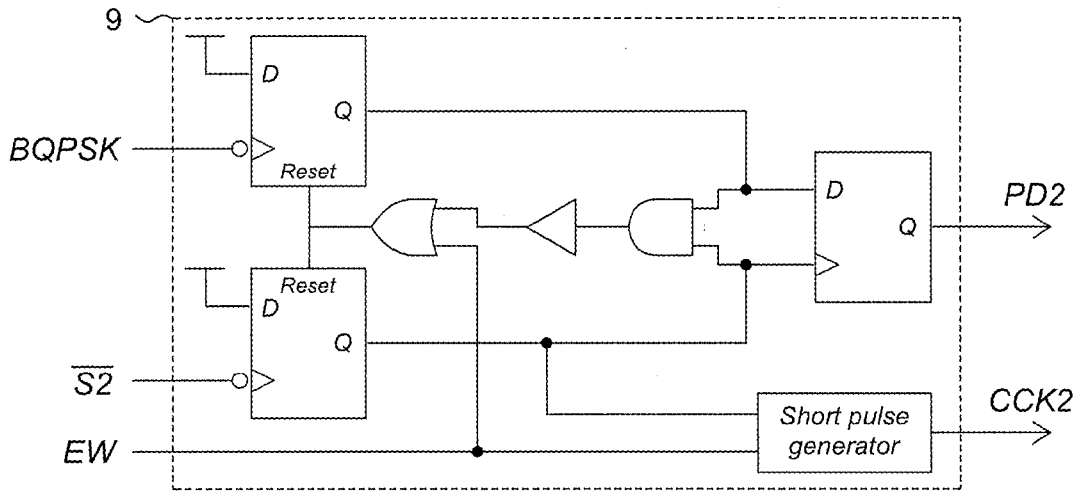 9
D
Q
BQPSK
Reset
D
PD2
Q
Reset
D
Q
S2
CCK2
Short pulse
generator
EW